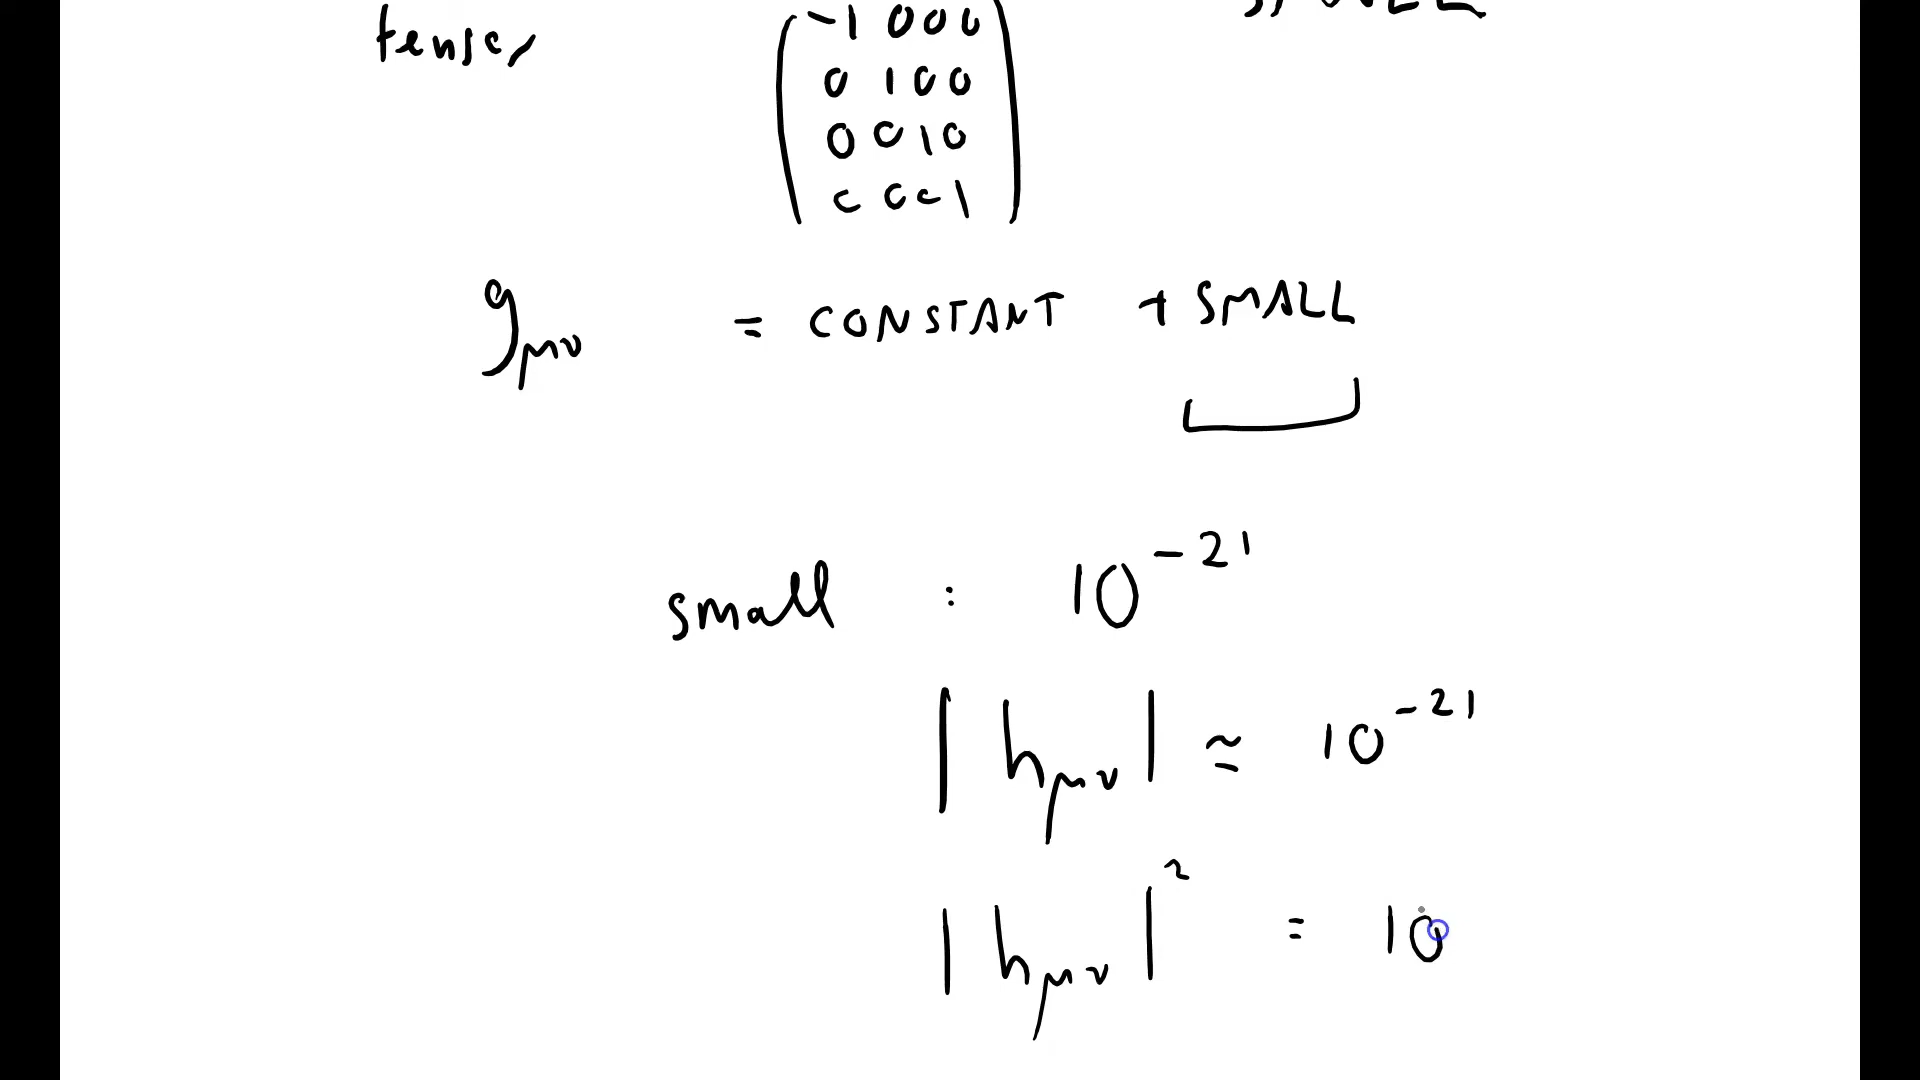 tensor
-1 0 0 0
0 1 0 0
0 0 1 0
0 0 0 1
g_μν = CONSTANT + SMALL
small : 10^-21
|h_μν| ≃ 10^-21
|h_μν|^2 = 10